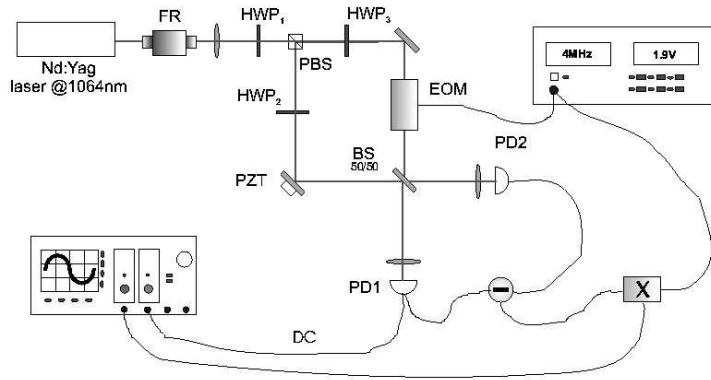 FR
HWP₁
HWP₃
4MHz
1.9V
Nd:Yag
laser @1064nm
PBS
HWP₂
EOM
PD2
BS
50/50
PZT
PD1
X
DC